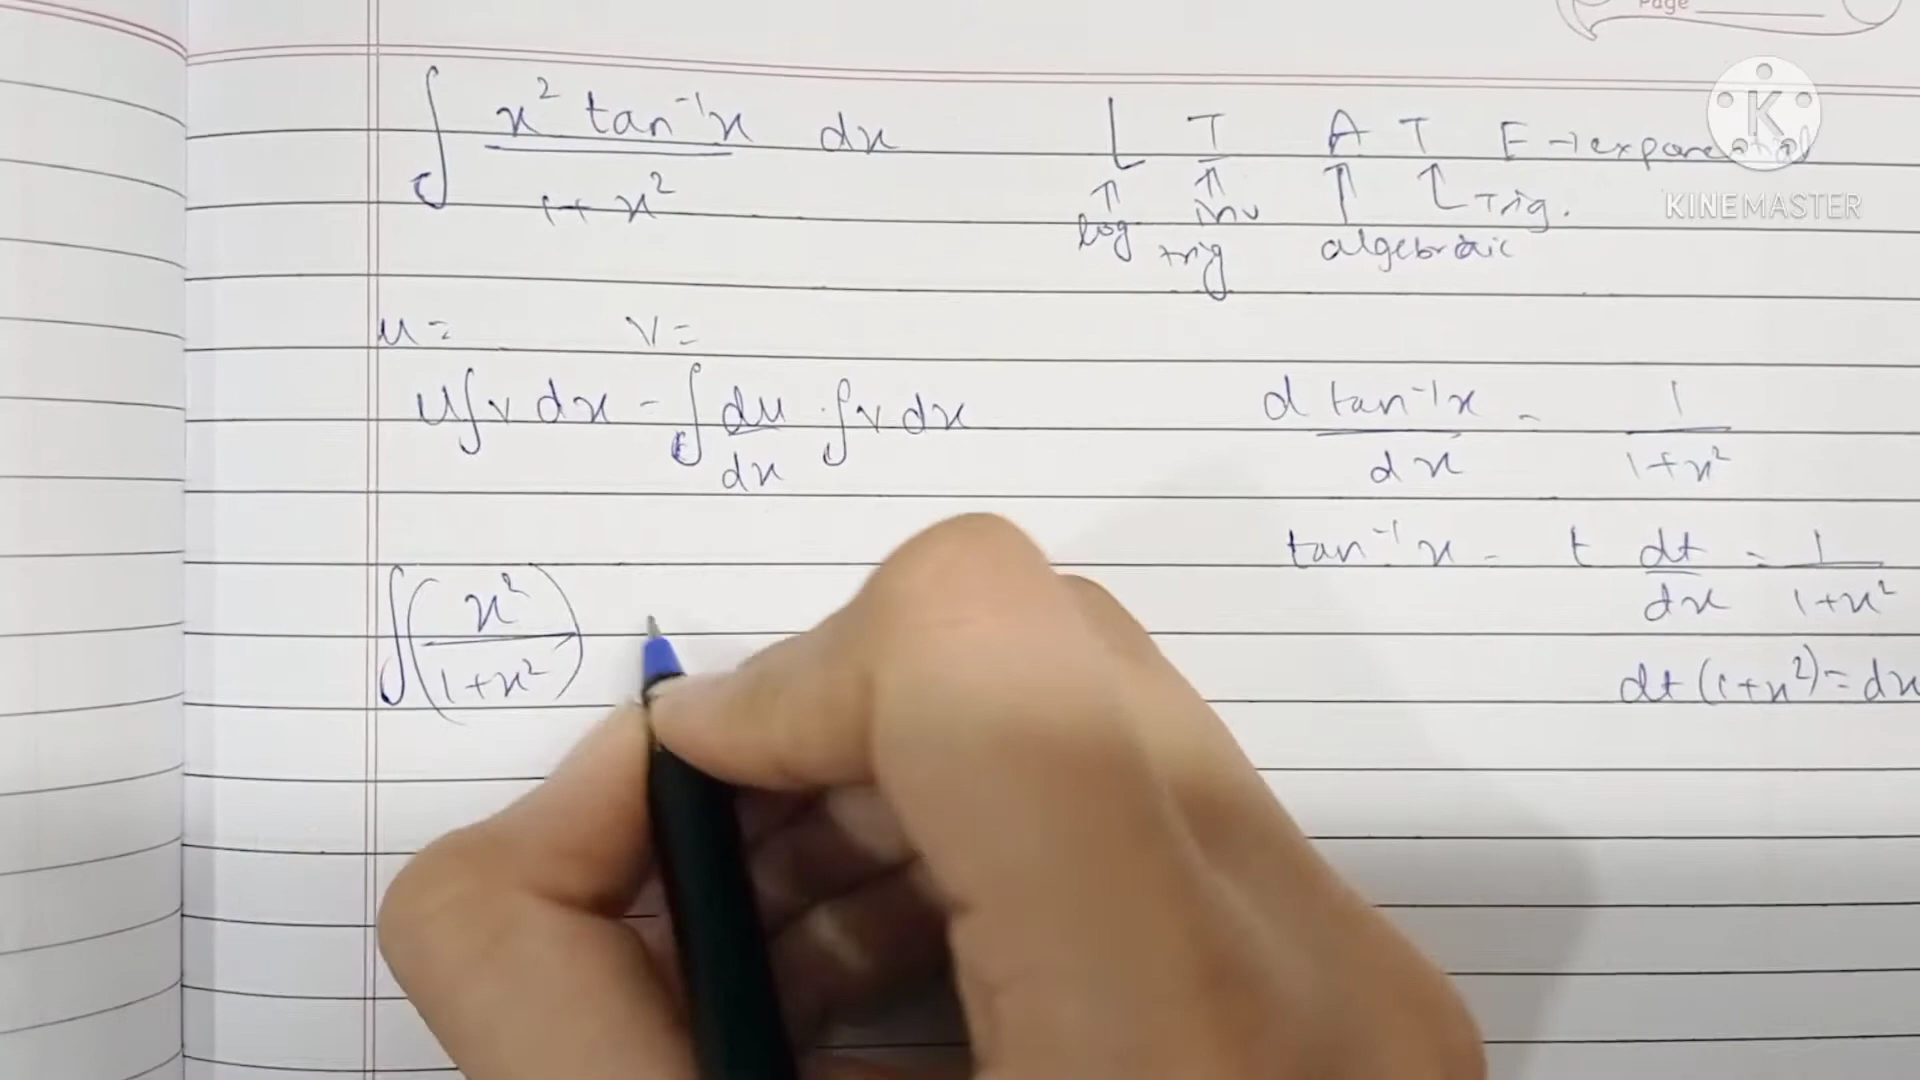 Page
∫ x² tan⁻¹x / 1+x² dx
L T A T E → exponential
↑ log ↑ inv trig ↑ algebraic ↑ Trig.
KINEMASTER
u = v =
u∫v dx - ∫ du/dx . ∫v dx
d tan⁻¹x / dx = 1 / 1+x²
tan⁻¹x = t dt/dx = 1 / 1+x²
∫( x² / 1+x² )
dt (1+x²) = dx